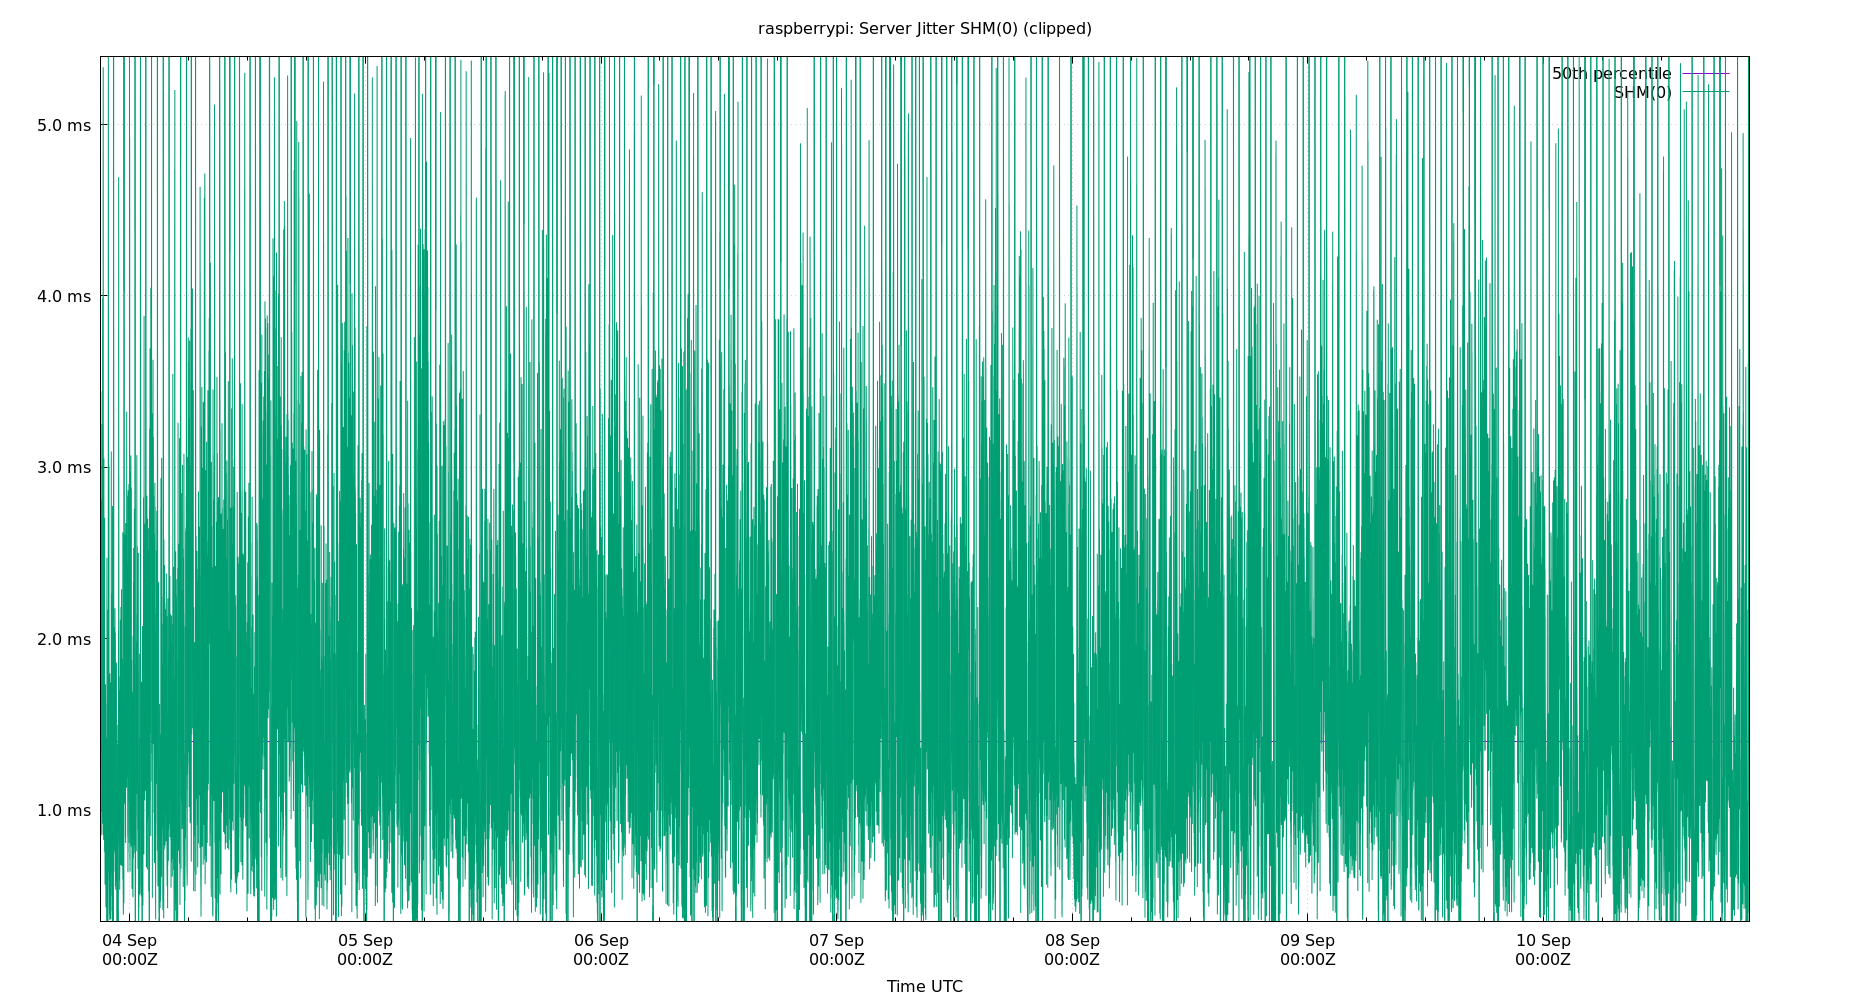 raspberrypi: Server Jitter SHM(0) (clipped)
50th percentile
SHM(0)
5.0 ms
4.0 ms
3.0 ms
2.0 ms
1.0 ms
04 Sep 05 Sep 06 Sep 07 Sep 08 Sep 09 Sep 10 Sep
00:00Z 00:00Z 00:00Z 00:00Z 00:00Z 00:00Z 00:00Z
Time UTC